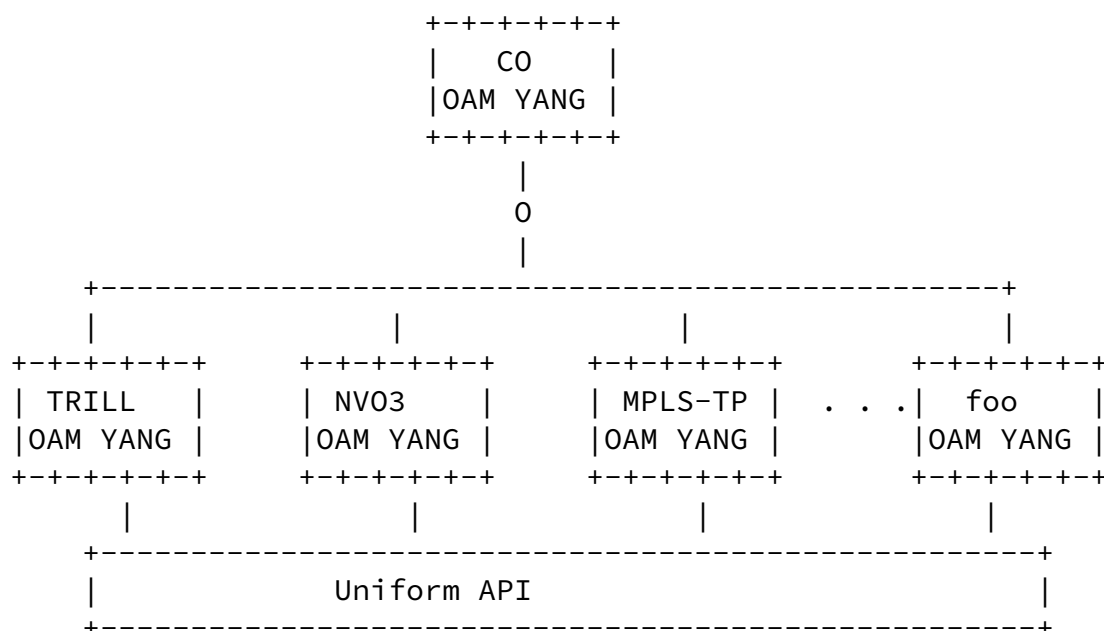 +-+-+-+-+-+
|   CO    |
|OAM YANG |
+-+-+-+-+-+
|
O
|
+--------------------------------------------------+
|                |               |                 |
+-+-+-+-+-+     +-+-+-+-+-+     +-+-+-+-+-+       +-+-+-+-+-+
| TRILL   |     | NVO3    |     | MPLS-TP |  . . .|  foo    |
|OAM YANG |     |OAM YANG |     |OAM YANG |       |OAM YANG |
+-+-+-+-+-+     +-+-+-+-+-+     +-+-+-+-+-+       +-+-+-+-+-+
|               |               |               |
+----------------------------------------------------+
|             Uniform API                            |
+----------------------------------------------------+